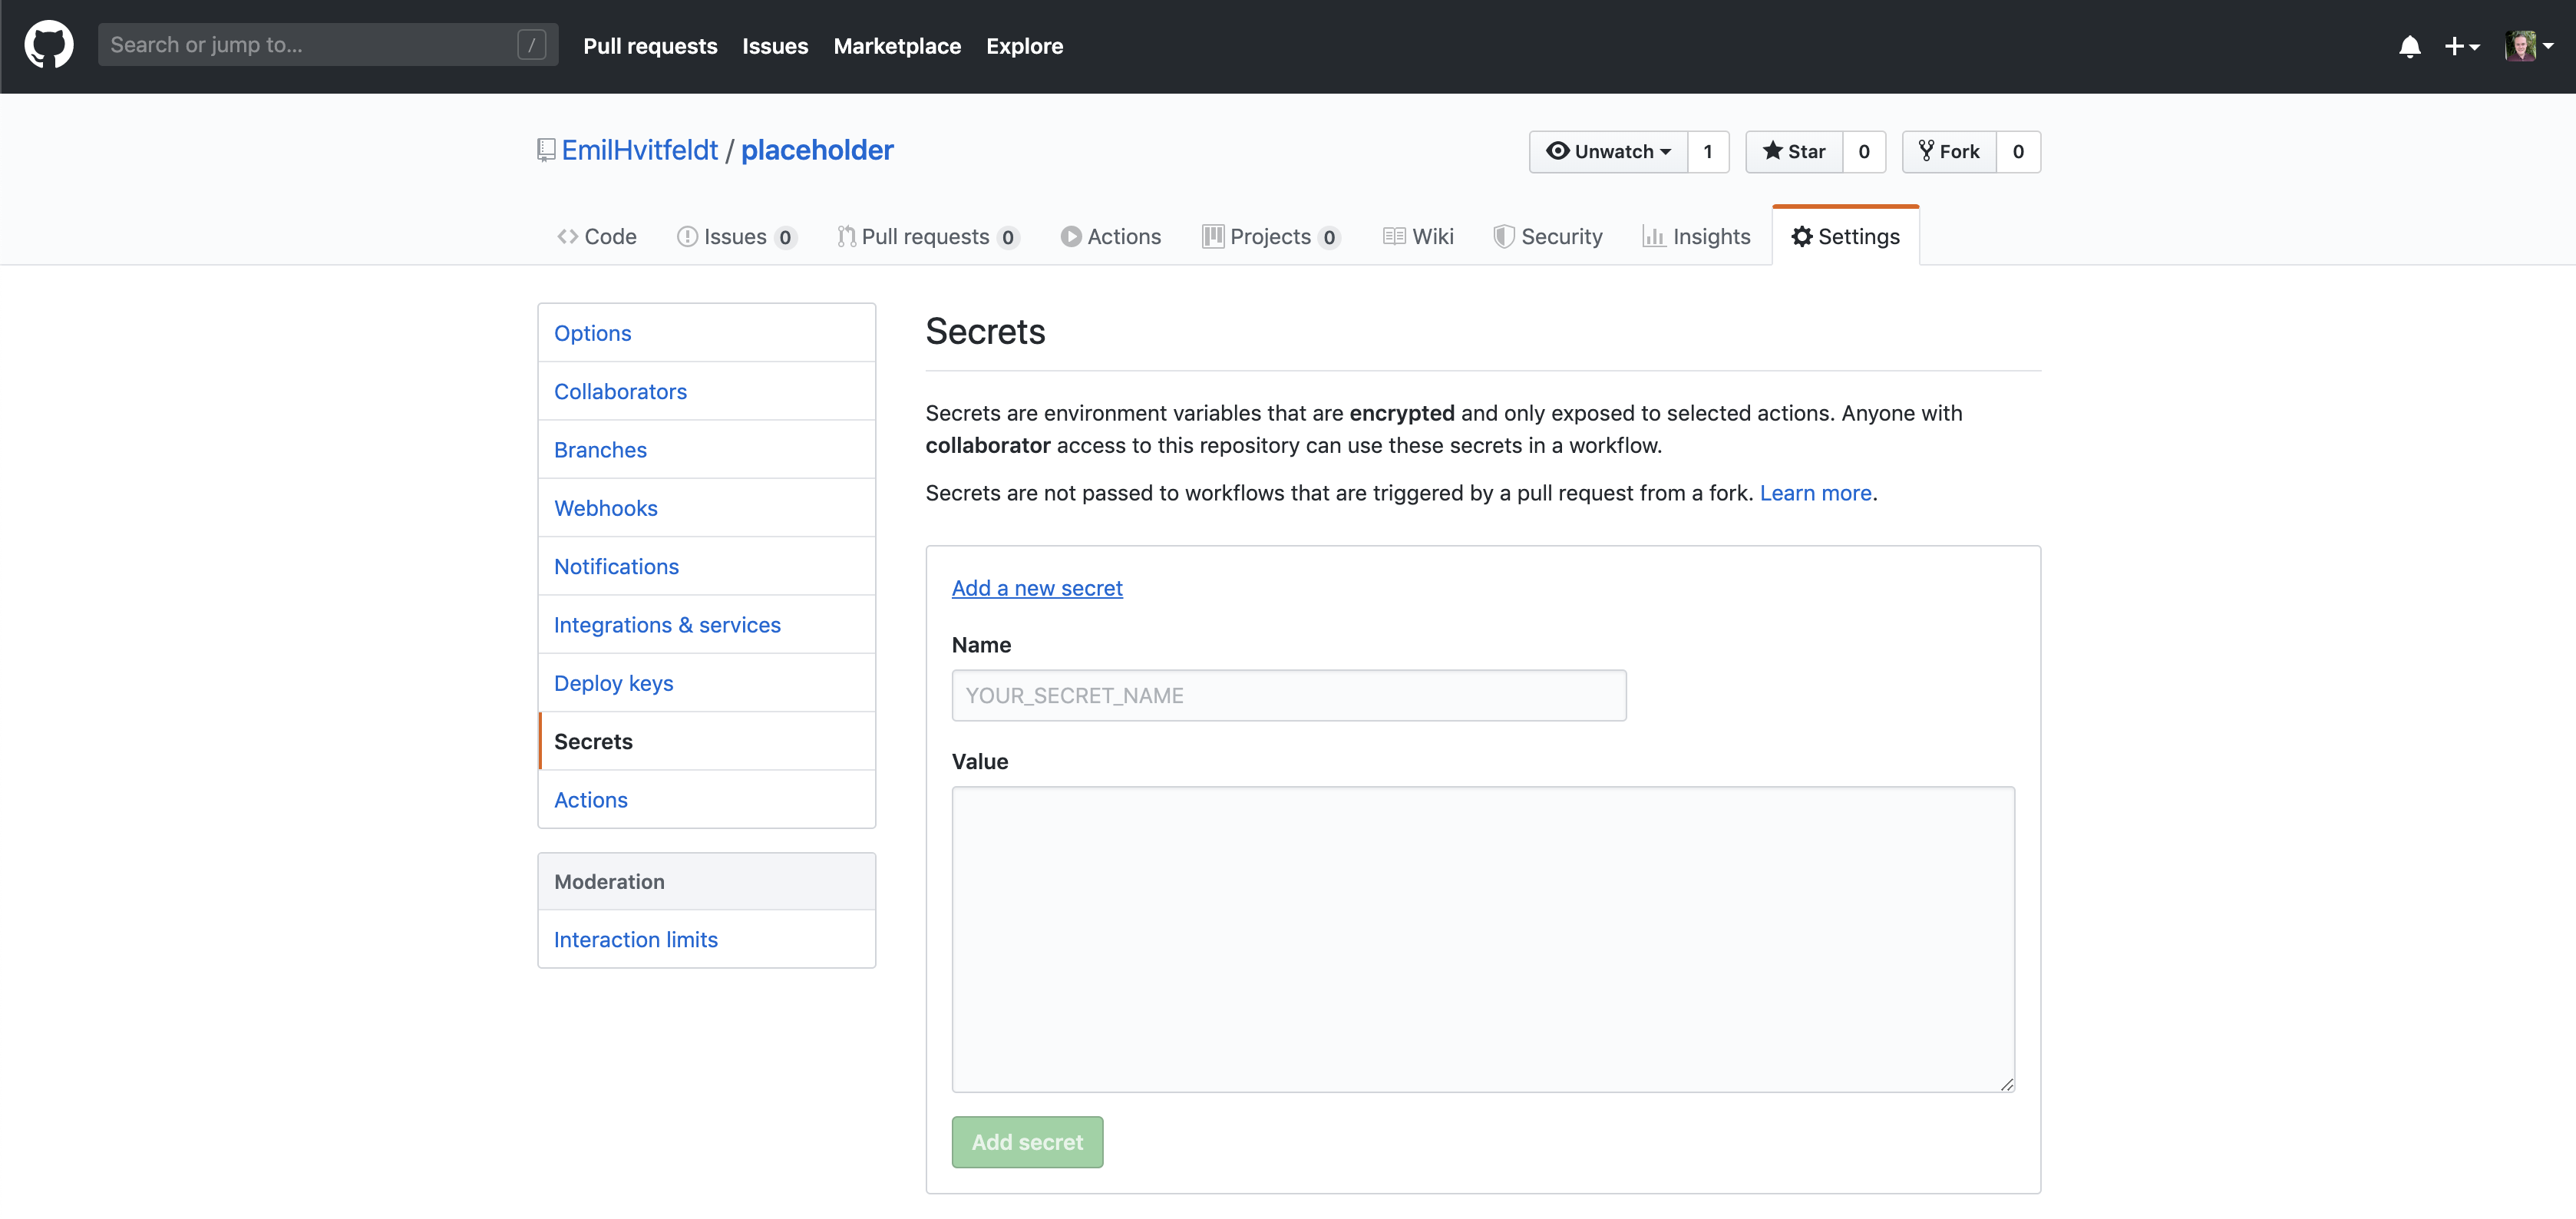 Search or jump to... / Pull requests Issues Marketplace Explore
EmilHvitfeldt / placeholder Unwatch 1 Star 0 Fork 0
Code Issues 0 Pull requests 0 Actions Projects 0 Wiki Security Insights Settings
Options
Collaborators
Branches
Webhooks
Notifications
Integrations & services
Deploy keys
Secrets
Actions
Moderation
Interaction limits
Secrets
Secrets are environment variables that are encrypted and only exposed to selected actions. Anyone with
collaborator access to this repository can use these secrets in a workflow.
Secrets are not passed to workflows that are triggered by a pull request from a fork. Learn more.
Add a new secret
Name
YOUR_SECRET_NAME
Value
Add secret